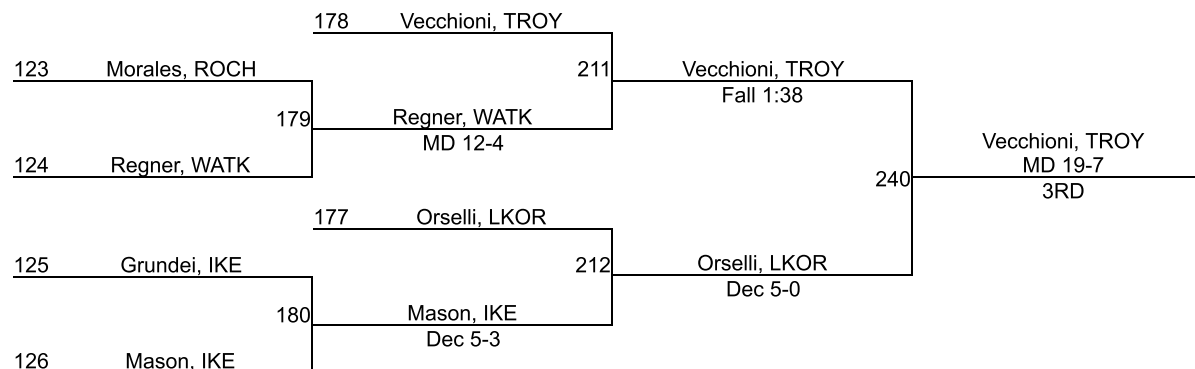 178 Vecchioni, TROY
123 Morales, ROCH
211 Vecchioni, TROY
Fall 1:38
179 Regner, WATK
MD 12-4
Vecchioni, TROY
124 Regner, WATK
MD 19-7
240
3RD
177 Orselli, LKOR
125 Grundei, IKE
212 Orselli, LKOR
Dec 5-0
180 Mason, IKE
Dec 5-3
126 Mason, IKE